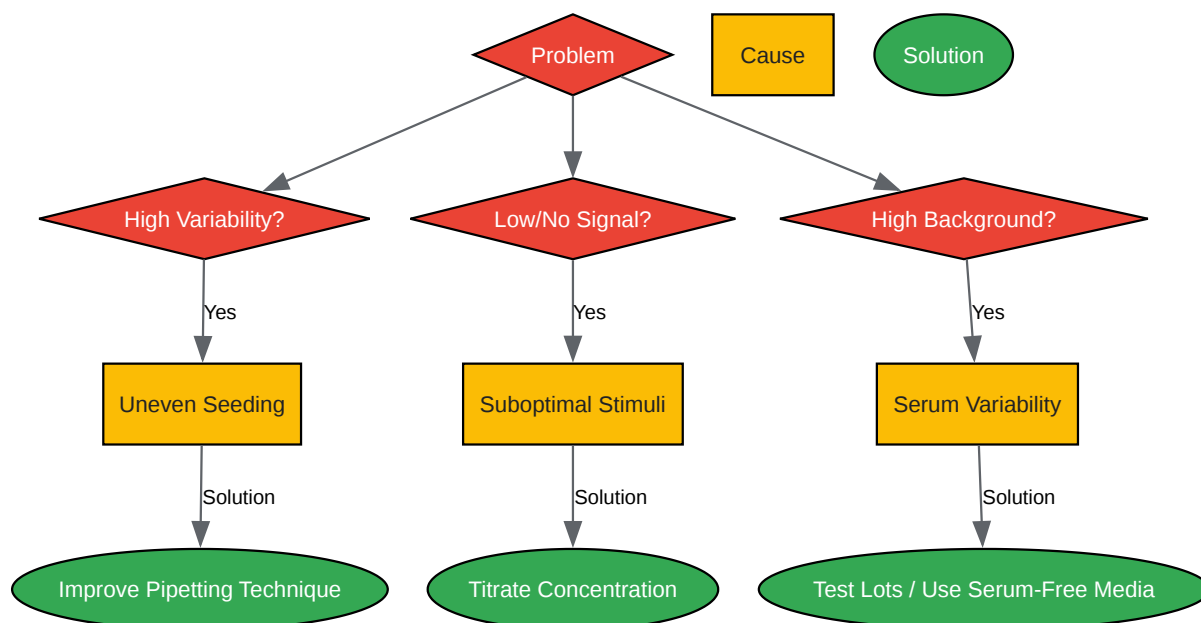 Problem
Cause
Solution
High Variability?
Low/No Signal?
High Background?
Yes
Yes
Yes
Uneven Seeding
Suboptimal Stimuli
Serum Variability
Solution
Solution
Solution
Improve Pipetting Technique
Titrate Concentration
Test Lots / Use Serum-Free Media